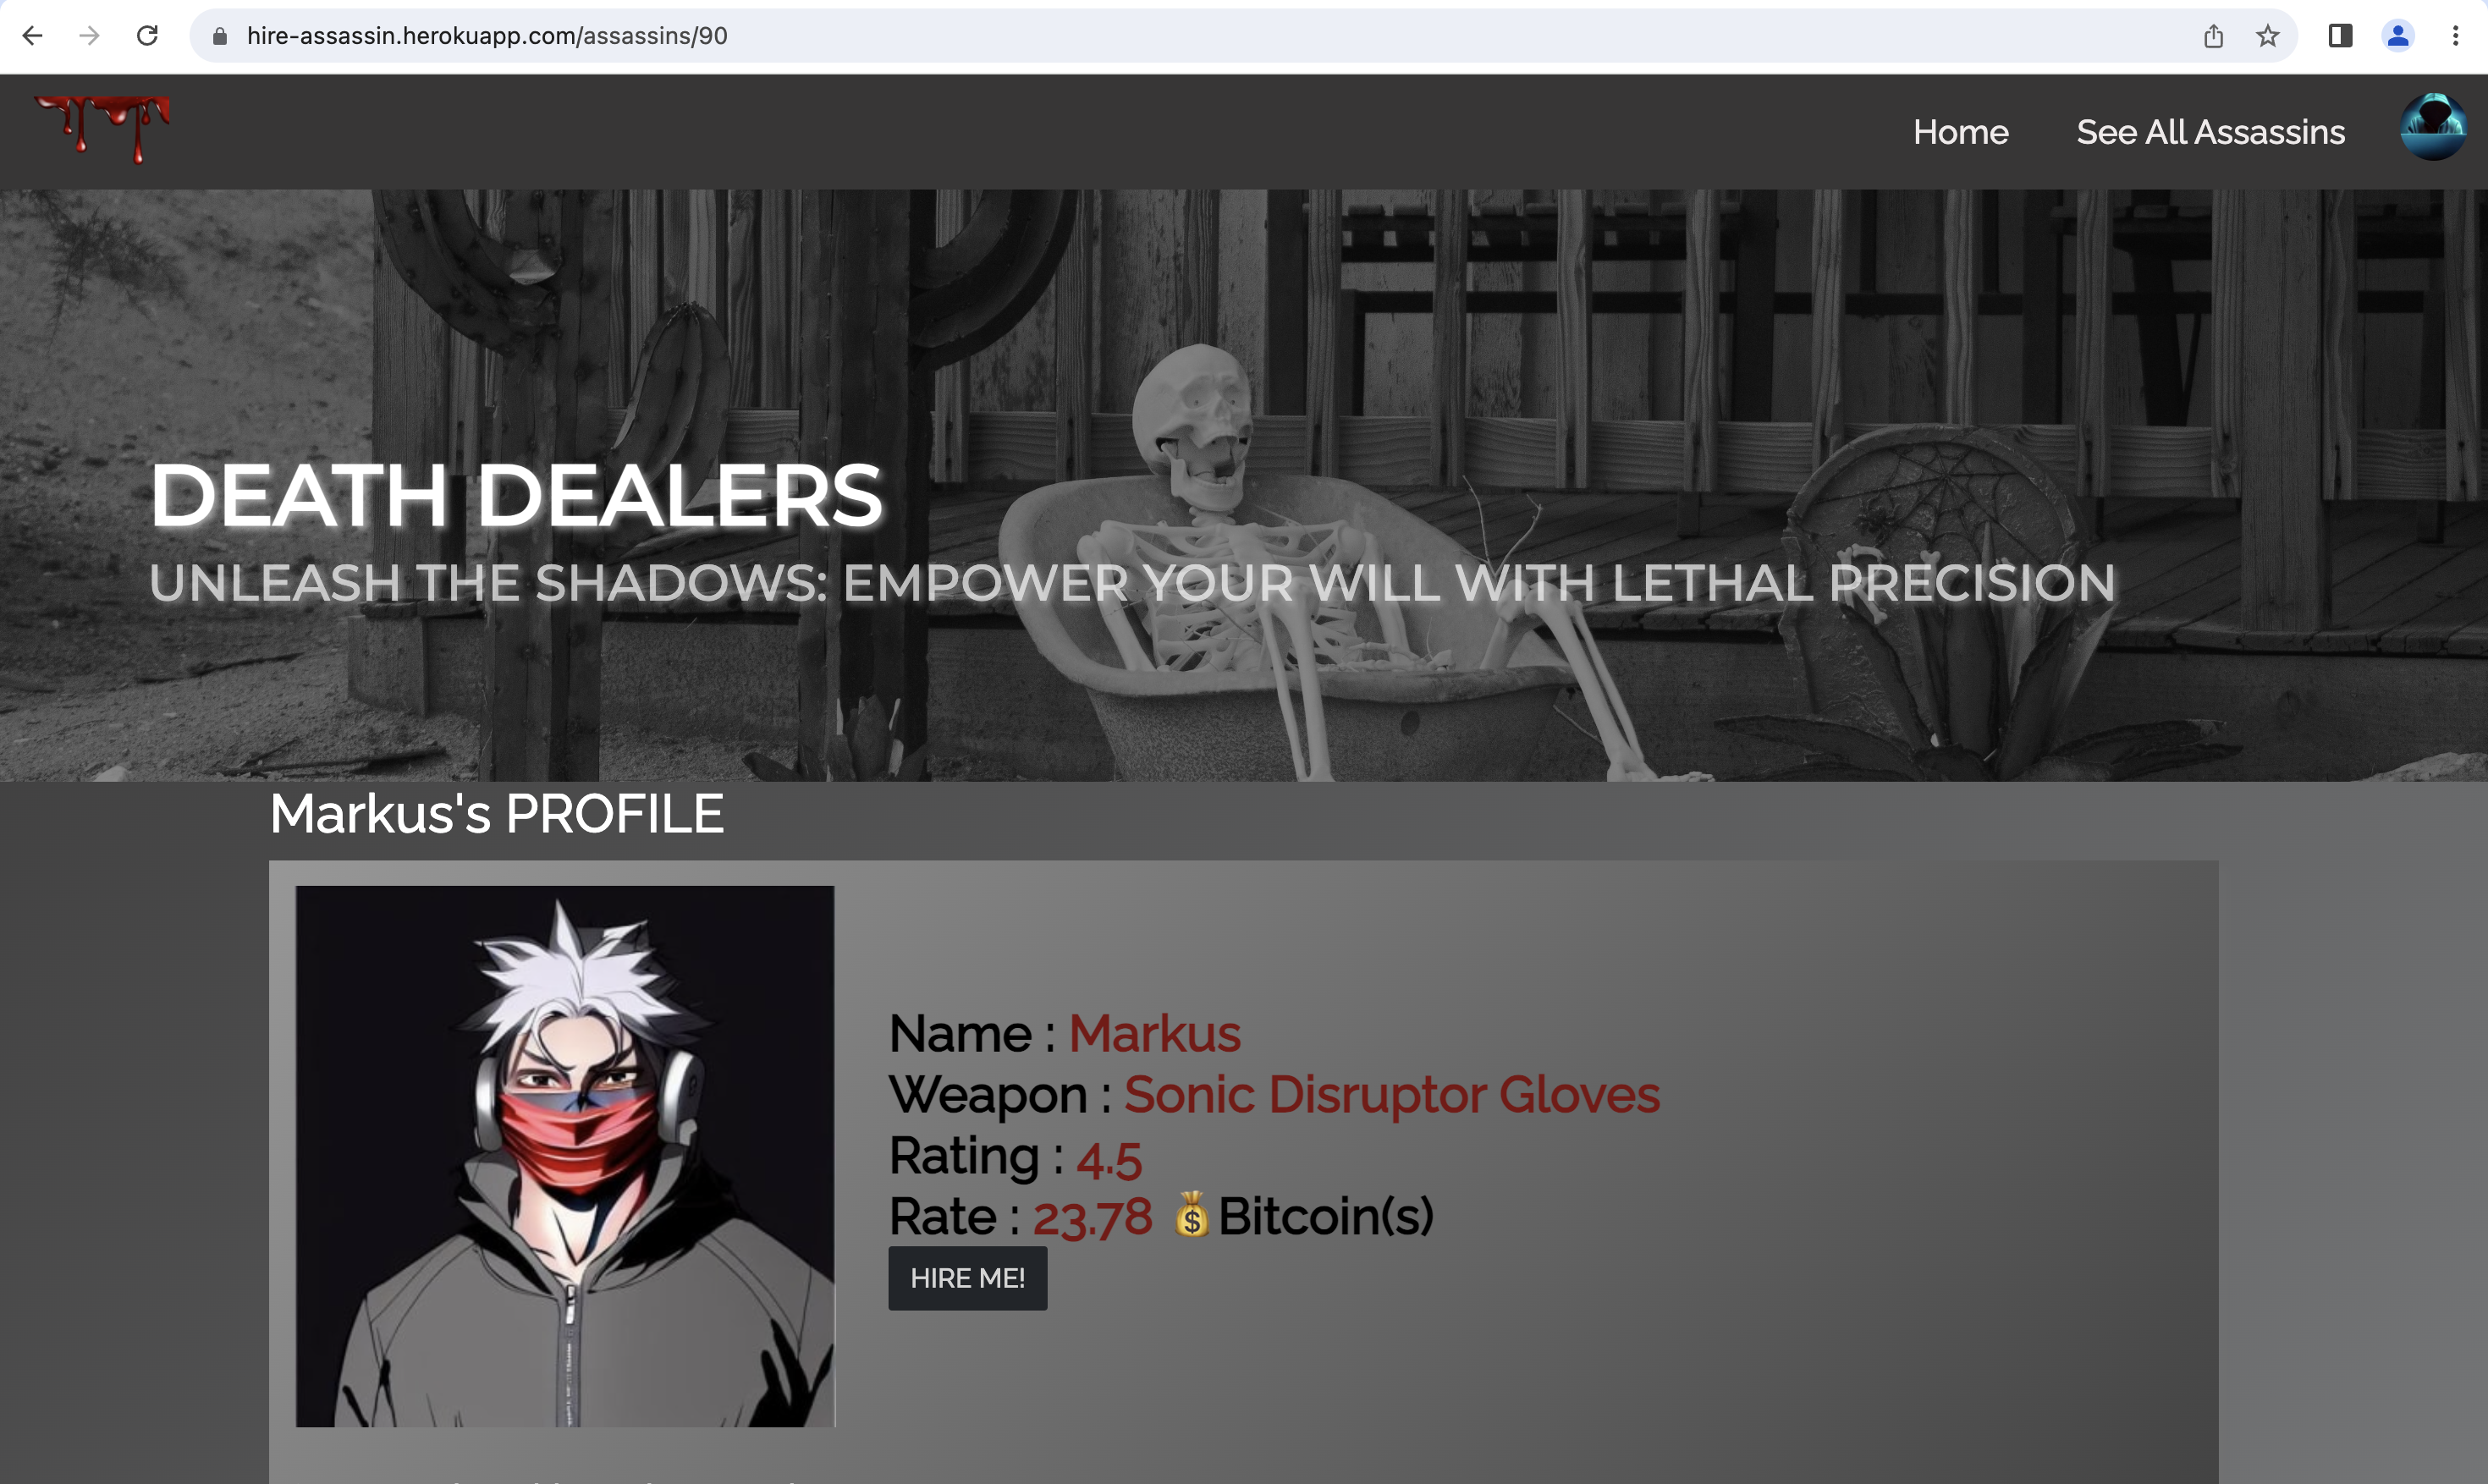 hire-assassin.herokuapp.com/assassins/90
Home See All Assassins
DEATH DEALERS
UNLEASH THE SHADOWS: EMPOWER YOUR WILL WITH LETHAL PRECISION
Markus's PROFILE
Name : Markus
Weapon : Sonic Disruptor Gloves
Rating : 4.5
Rate : 23.78 💰Bitcoin(s)
HIRE ME!